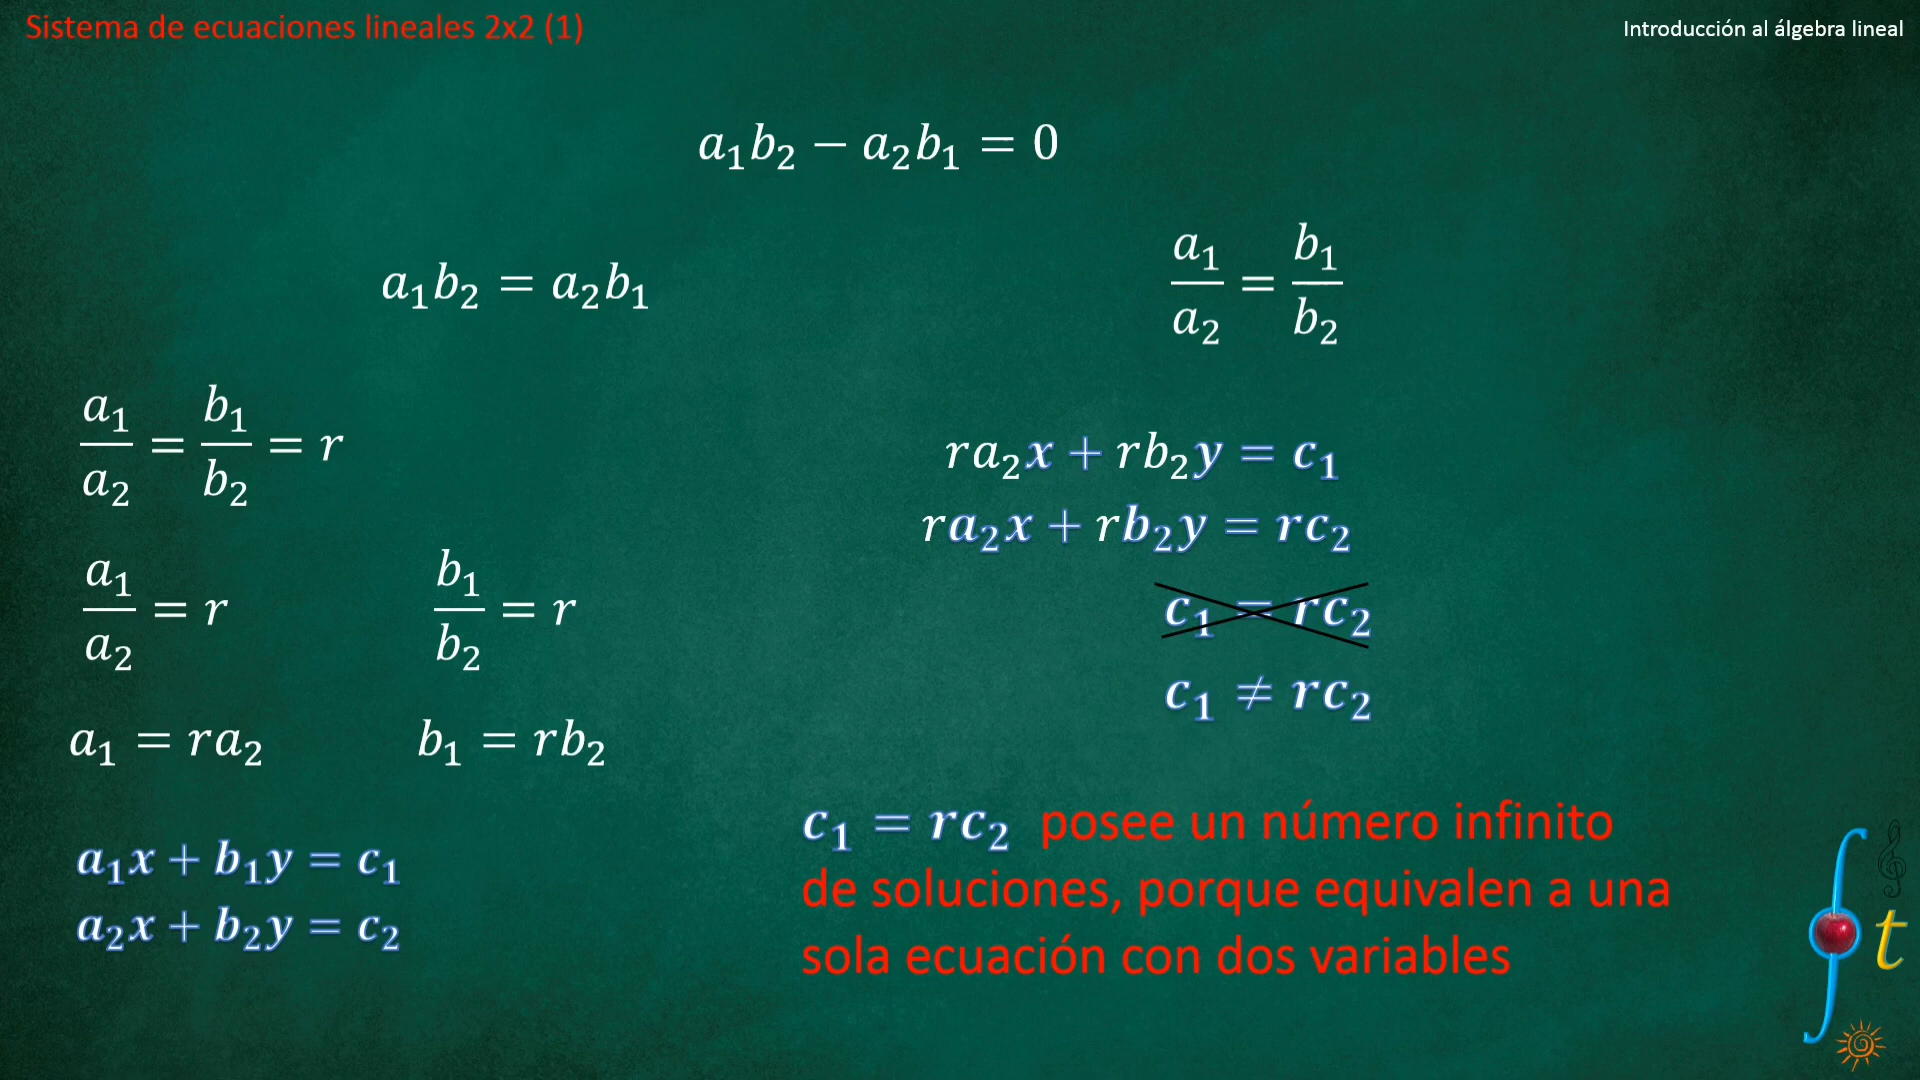 Sistema de ecuaciones lineales 2x2 (1)
Introducción al álgebra lineal
a₁b₂ − a₂b₁ = 0
a₁b₂ = a₂b₁
a₁/a₂ = b₁/b₂
a₁/a₂ = b₁/b₂ = r
a₁/a₂ = r
b₁/b₂ = r
a₁ = ra₂
b₁ = rb₂
a₁x + b₁y = c₁
a₂x + b₂y = c₂
ra₂x + rb₂y = c₁
ra₂x + rb₂y = rc₂
c₁ = rc₂
c₁ ≠ rc₂
c₁ = rc₂ posee un número infinito
de soluciones, porque equivalen a una
sola ecuación con dos variables
t